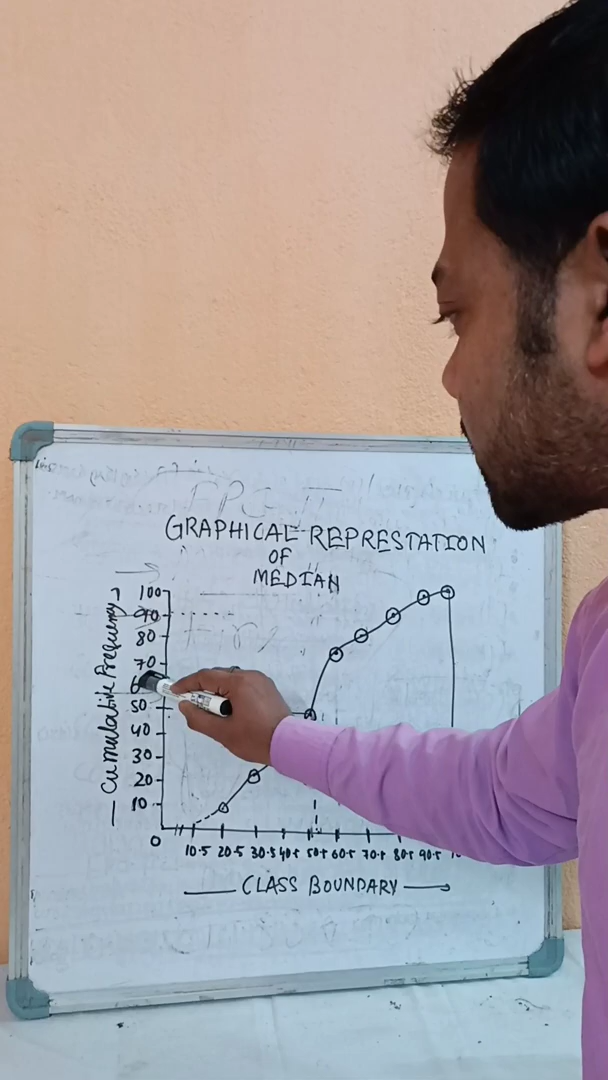 GRAPHICAL REPRESTATION
OF
MEDIAN
Cumulative Frequency
100
90
80
70
50
40
30
20
10
0
10.5 20.5 30.5 40.5 50.5 60.5 70.5 80.5 90.5
CLASS BOUNDARY